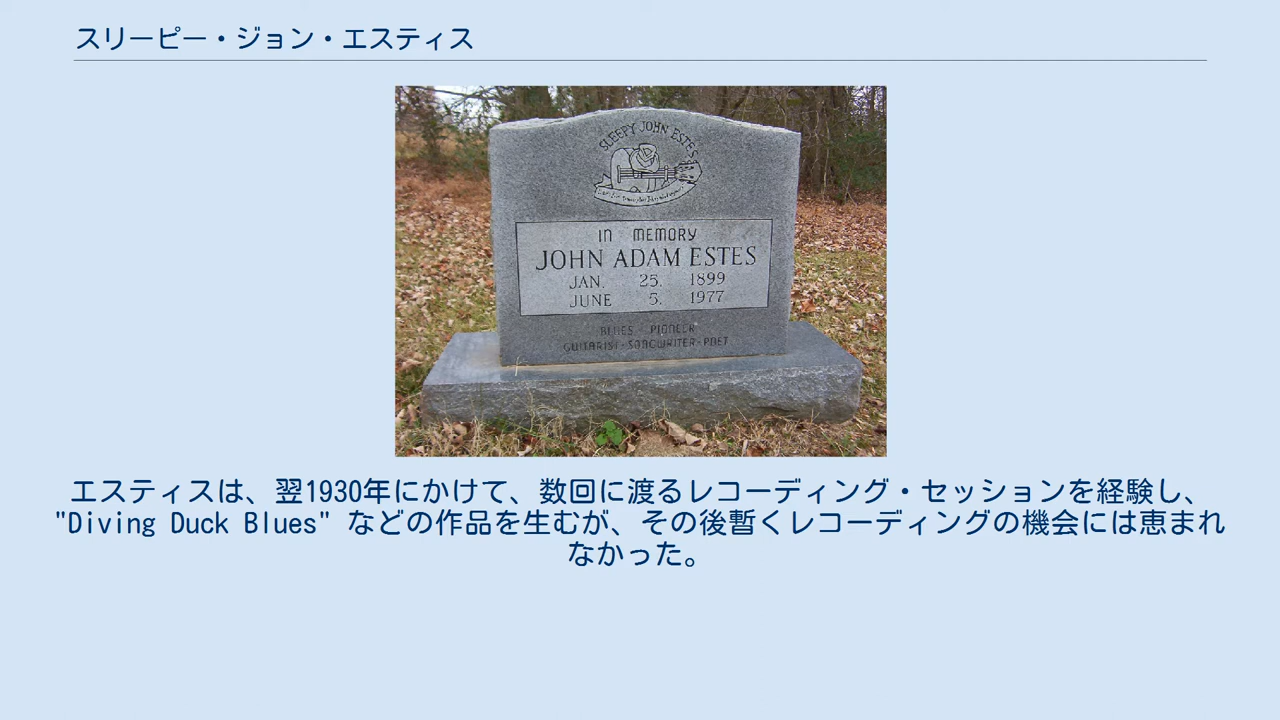 スリーピー・ジョン・エスティス
SLEEPY JOHN ESTES
IN MEMORY
JOHN ADAM ESTES
JAN. 25. 1899
JUNE 5. 1977
BLUES PIONEER
GUITARIST-SONGWRITER-POET
エスティスは、翌1930年にかけて、数回に渡るレコーディング・セッションを経験し、
"Diving Duck Blues" などの作品を生むが、その後暫くレコーディングの機会には恵まれ
なかった。